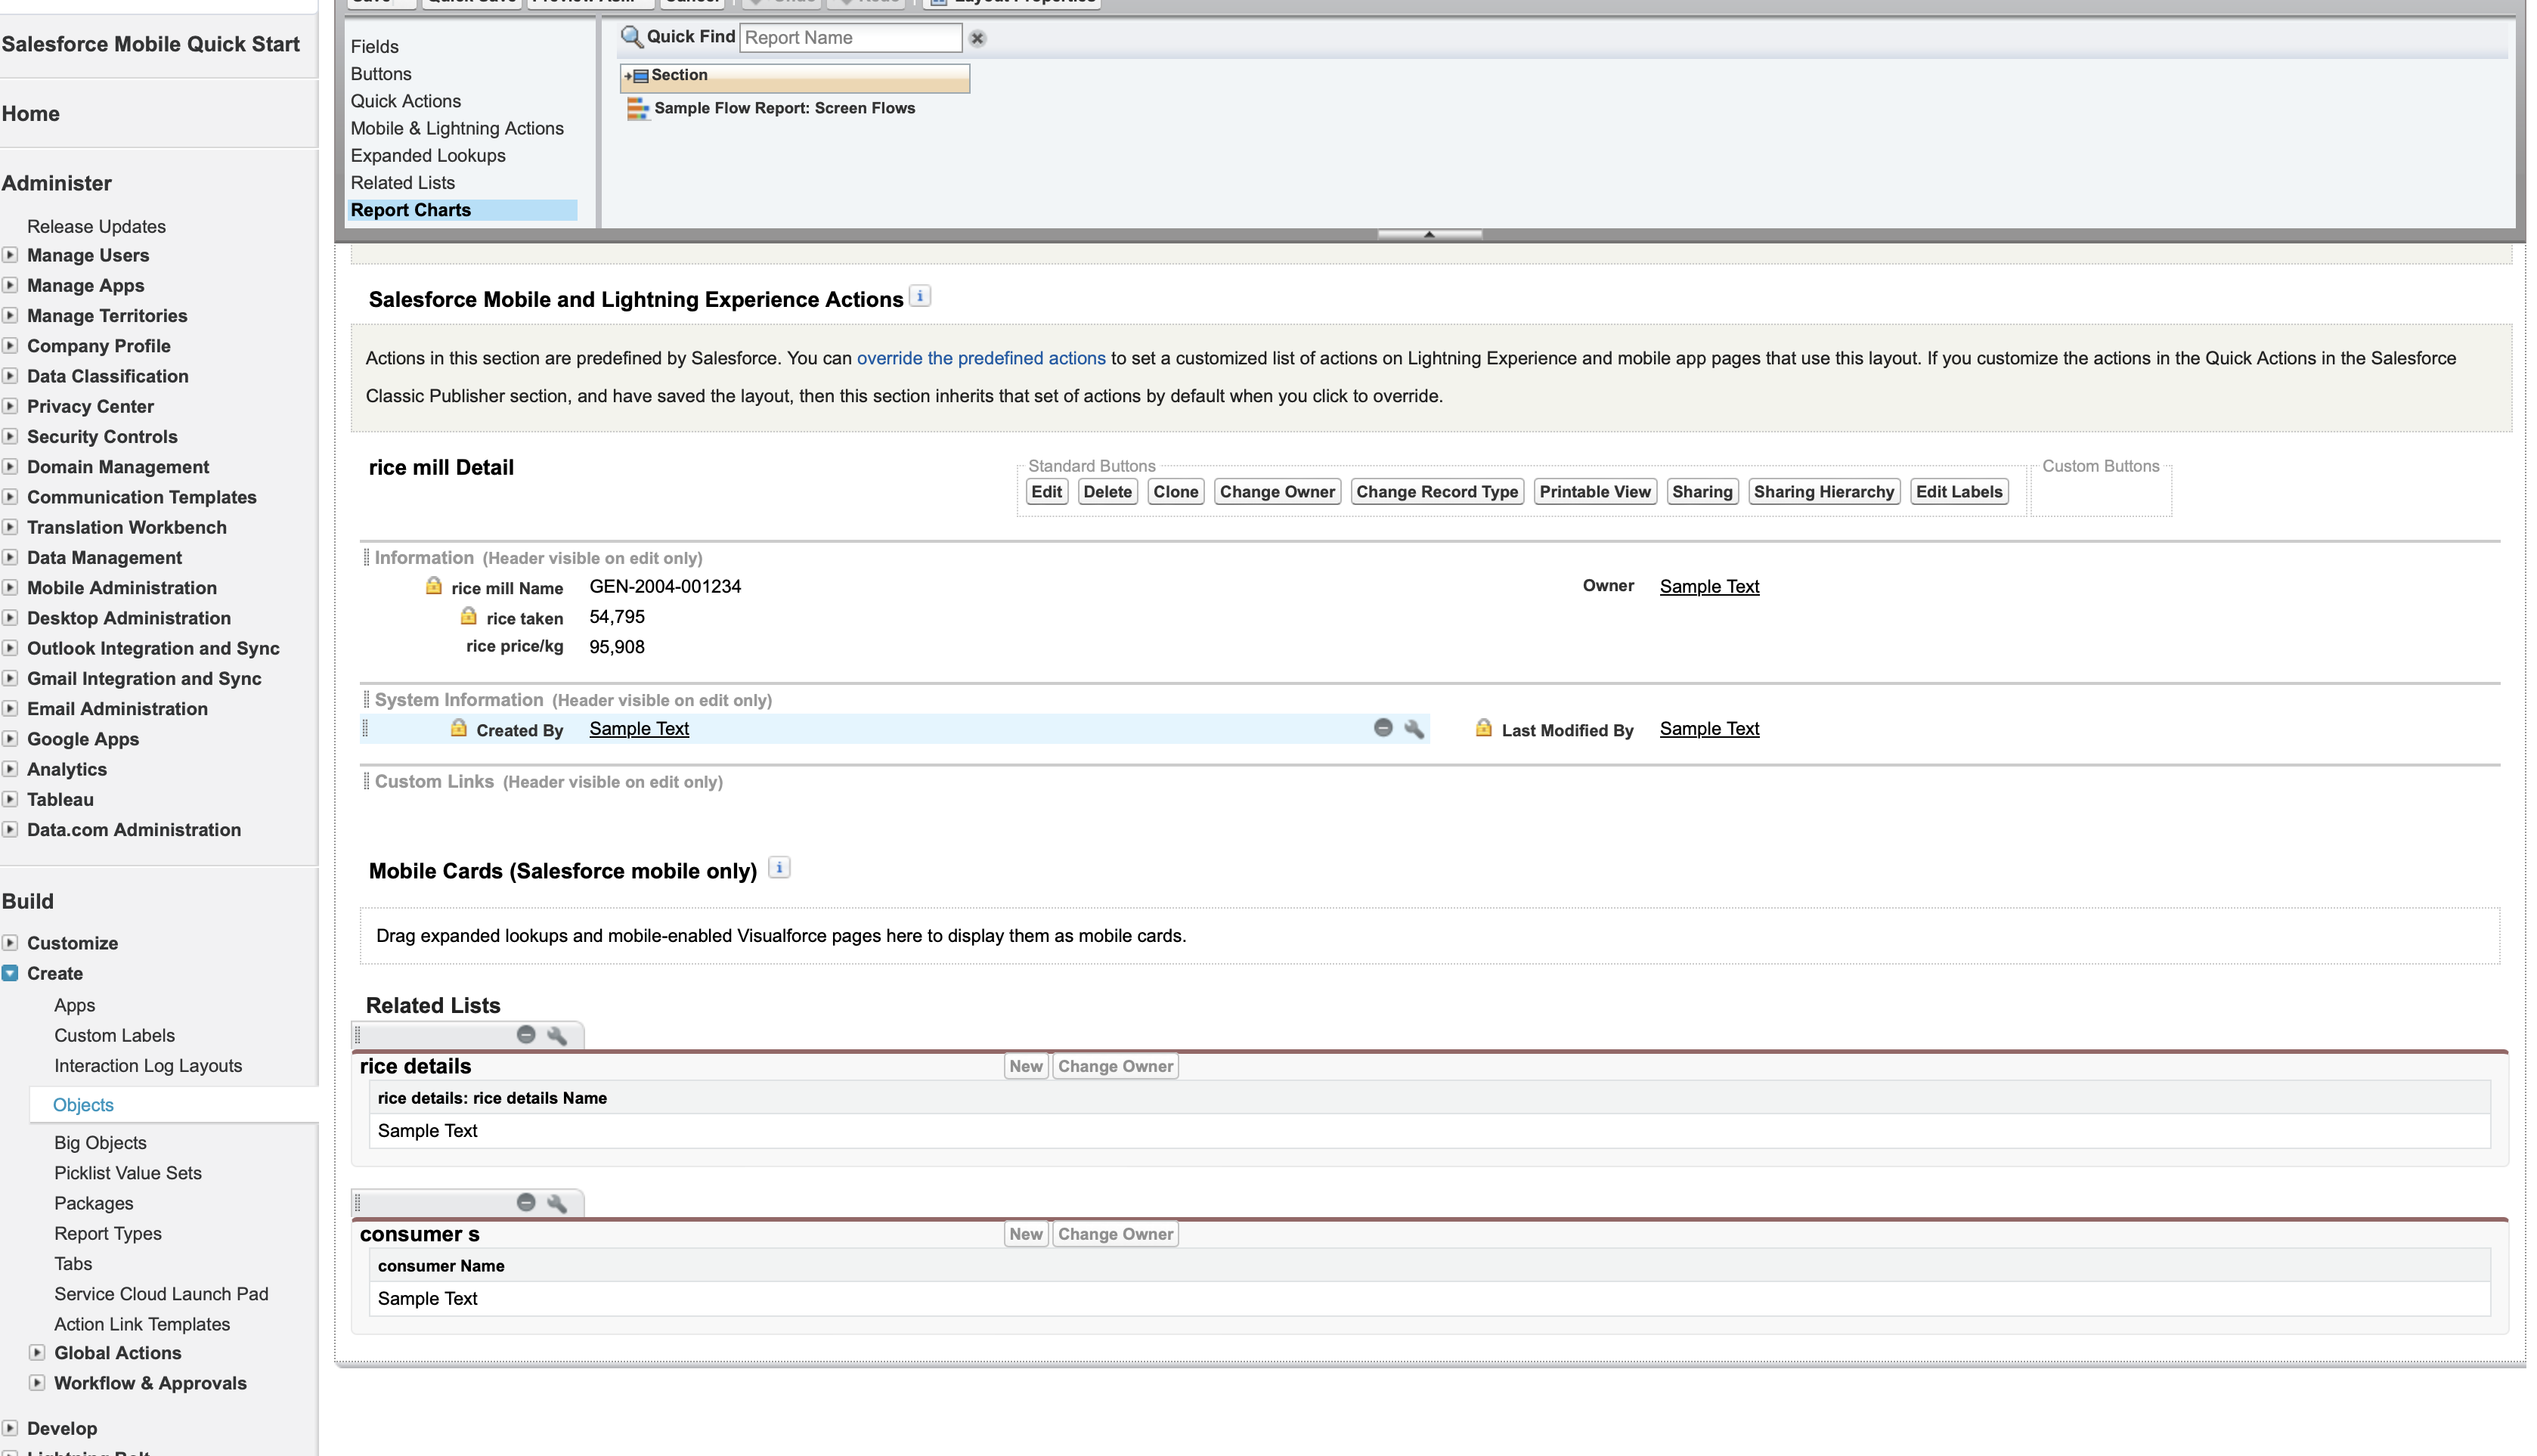 Save
Quick Save
Preview As...
Cancel
Undo
Redo
Layout Properties
Salesforce Mobile Quick Start
Home
Administer
Release Updates
Manage Users
Manage Apps
Manage Territories
Company Profile
Data Classification
Privacy Center
Security Controls
Domain Management
Communication Templates
Translation Workbench
Data Management
Mobile Administration
Desktop Administration
Outlook Integration and Sync
Gmail Integration and Sync
Email Administration
Google Apps
Analytics
Tableau
Data.com Administration
Build
Customize
Create
Apps
Custom Labels
Interaction Log Layouts
Objects
Big Objects
Picklist Value Sets
Packages
Report Types
Tabs
Service Cloud Launch Pad
Action Link Templates
Global Actions
Workflow & Approvals
Develop
Fields
Buttons
Quick Actions
Mobile & Lightning Actions
Expanded Lookups
Related Lists
Report Charts
Quick Find Report Name
Section
Sample Flow Report: Screen Flows
Salesforce Mobile and Lightning Experience Actions
Actions in this section are predefined by Salesforce. You can override the predefined actions to set a customized list of actions on Lightning Experience and mobile app pages that use this layout. If you customize the actions in the Quick Actions in the Salesforce
Classic Publisher section, and have saved the layout, then this section inherits that set of actions by default when you click to override.
rice mill Detail
Standard Buttons
Edit Delete Clone Change Owner Change Record Type Printable View Sharing Sharing Hierarchy Edit Labels
Custom Buttons
Information (Header visible on edit only)
rice mill Name GEN-2004-001234
Owner Sample Text
rice taken 54,795
rice price/kg 95,908
System Information (Header visible on edit only)
Created By Sample Text
Last Modified By Sample Text
Custom Links (Header visible on edit only)
Mobile Cards (Salesforce mobile only)
Drag expanded lookups and mobile-enabled Visualforce pages here to display them as mobile cards.
Related Lists
rice details
New Change Owner
rice details: rice details Name
Sample Text
consumer s
New Change Owner
consumer Name
Sample Text